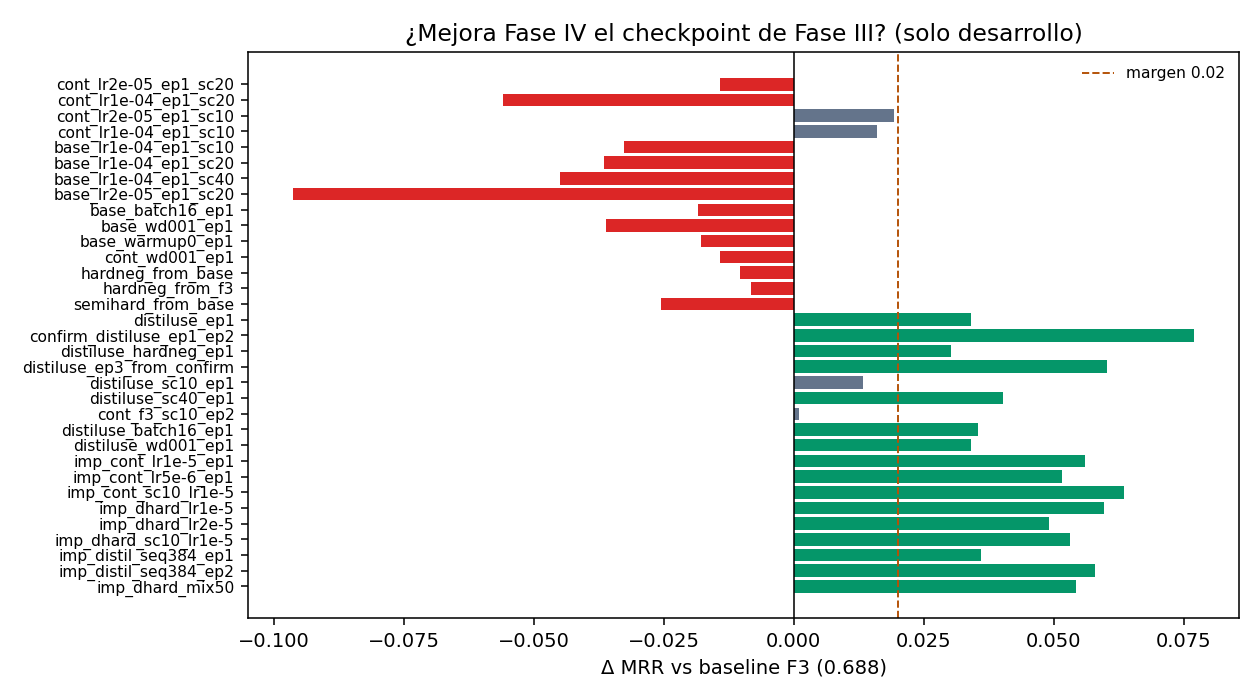 ¿Mejora Fase IV el checkpoint de Fase III? (solo desarrollo)
margen 0.02
cont_lr2e-05_ep1_sc20
cont_lr1e-04_ep1_sc20
cont_lr2e-05_ep1_sc10
cont_lr1e-04_ep1_sc10
base_lr1e-04_ep1_sc10
base_lr1e-04_ep1_sc20
base_lr1e-04_ep1_sc40
base_lr2e-05_ep1_sc20
base_batch16_ep1
base_wd001_ep1
base_warmup0_ep1
cont_wd001_ep1
hardneg_from_base
hardneg_from_f3
semihard_from_base
distiluse_ep1
confirm_distiluse_ep1_ep2
distiluse_hardneg_ep1
distiluse_ep3_from_confirm
distiluse_sc10_ep1
distiluse_sc40_ep1
cont_f3_sc10_ep2
distiluse_batch16_ep1
distiluse_wd001_ep1
imp_cont_lr1e-5_ep1
imp_cont_lr5e-6_ep1
imp_cont_sc10_lr1e-5
imp_dhard_lr1e-5
imp_dhard_lr2e-5
imp_dhard_sc10_lr1e-5
imp_distil_seq384_ep1
imp_distil_seq384_ep2
imp_dhard_mix50
−0.100 −0.075 −0.050 −0.025 0.000 0.025 0.050 0.075
Δ MRR vs baseline F3 (0.688)